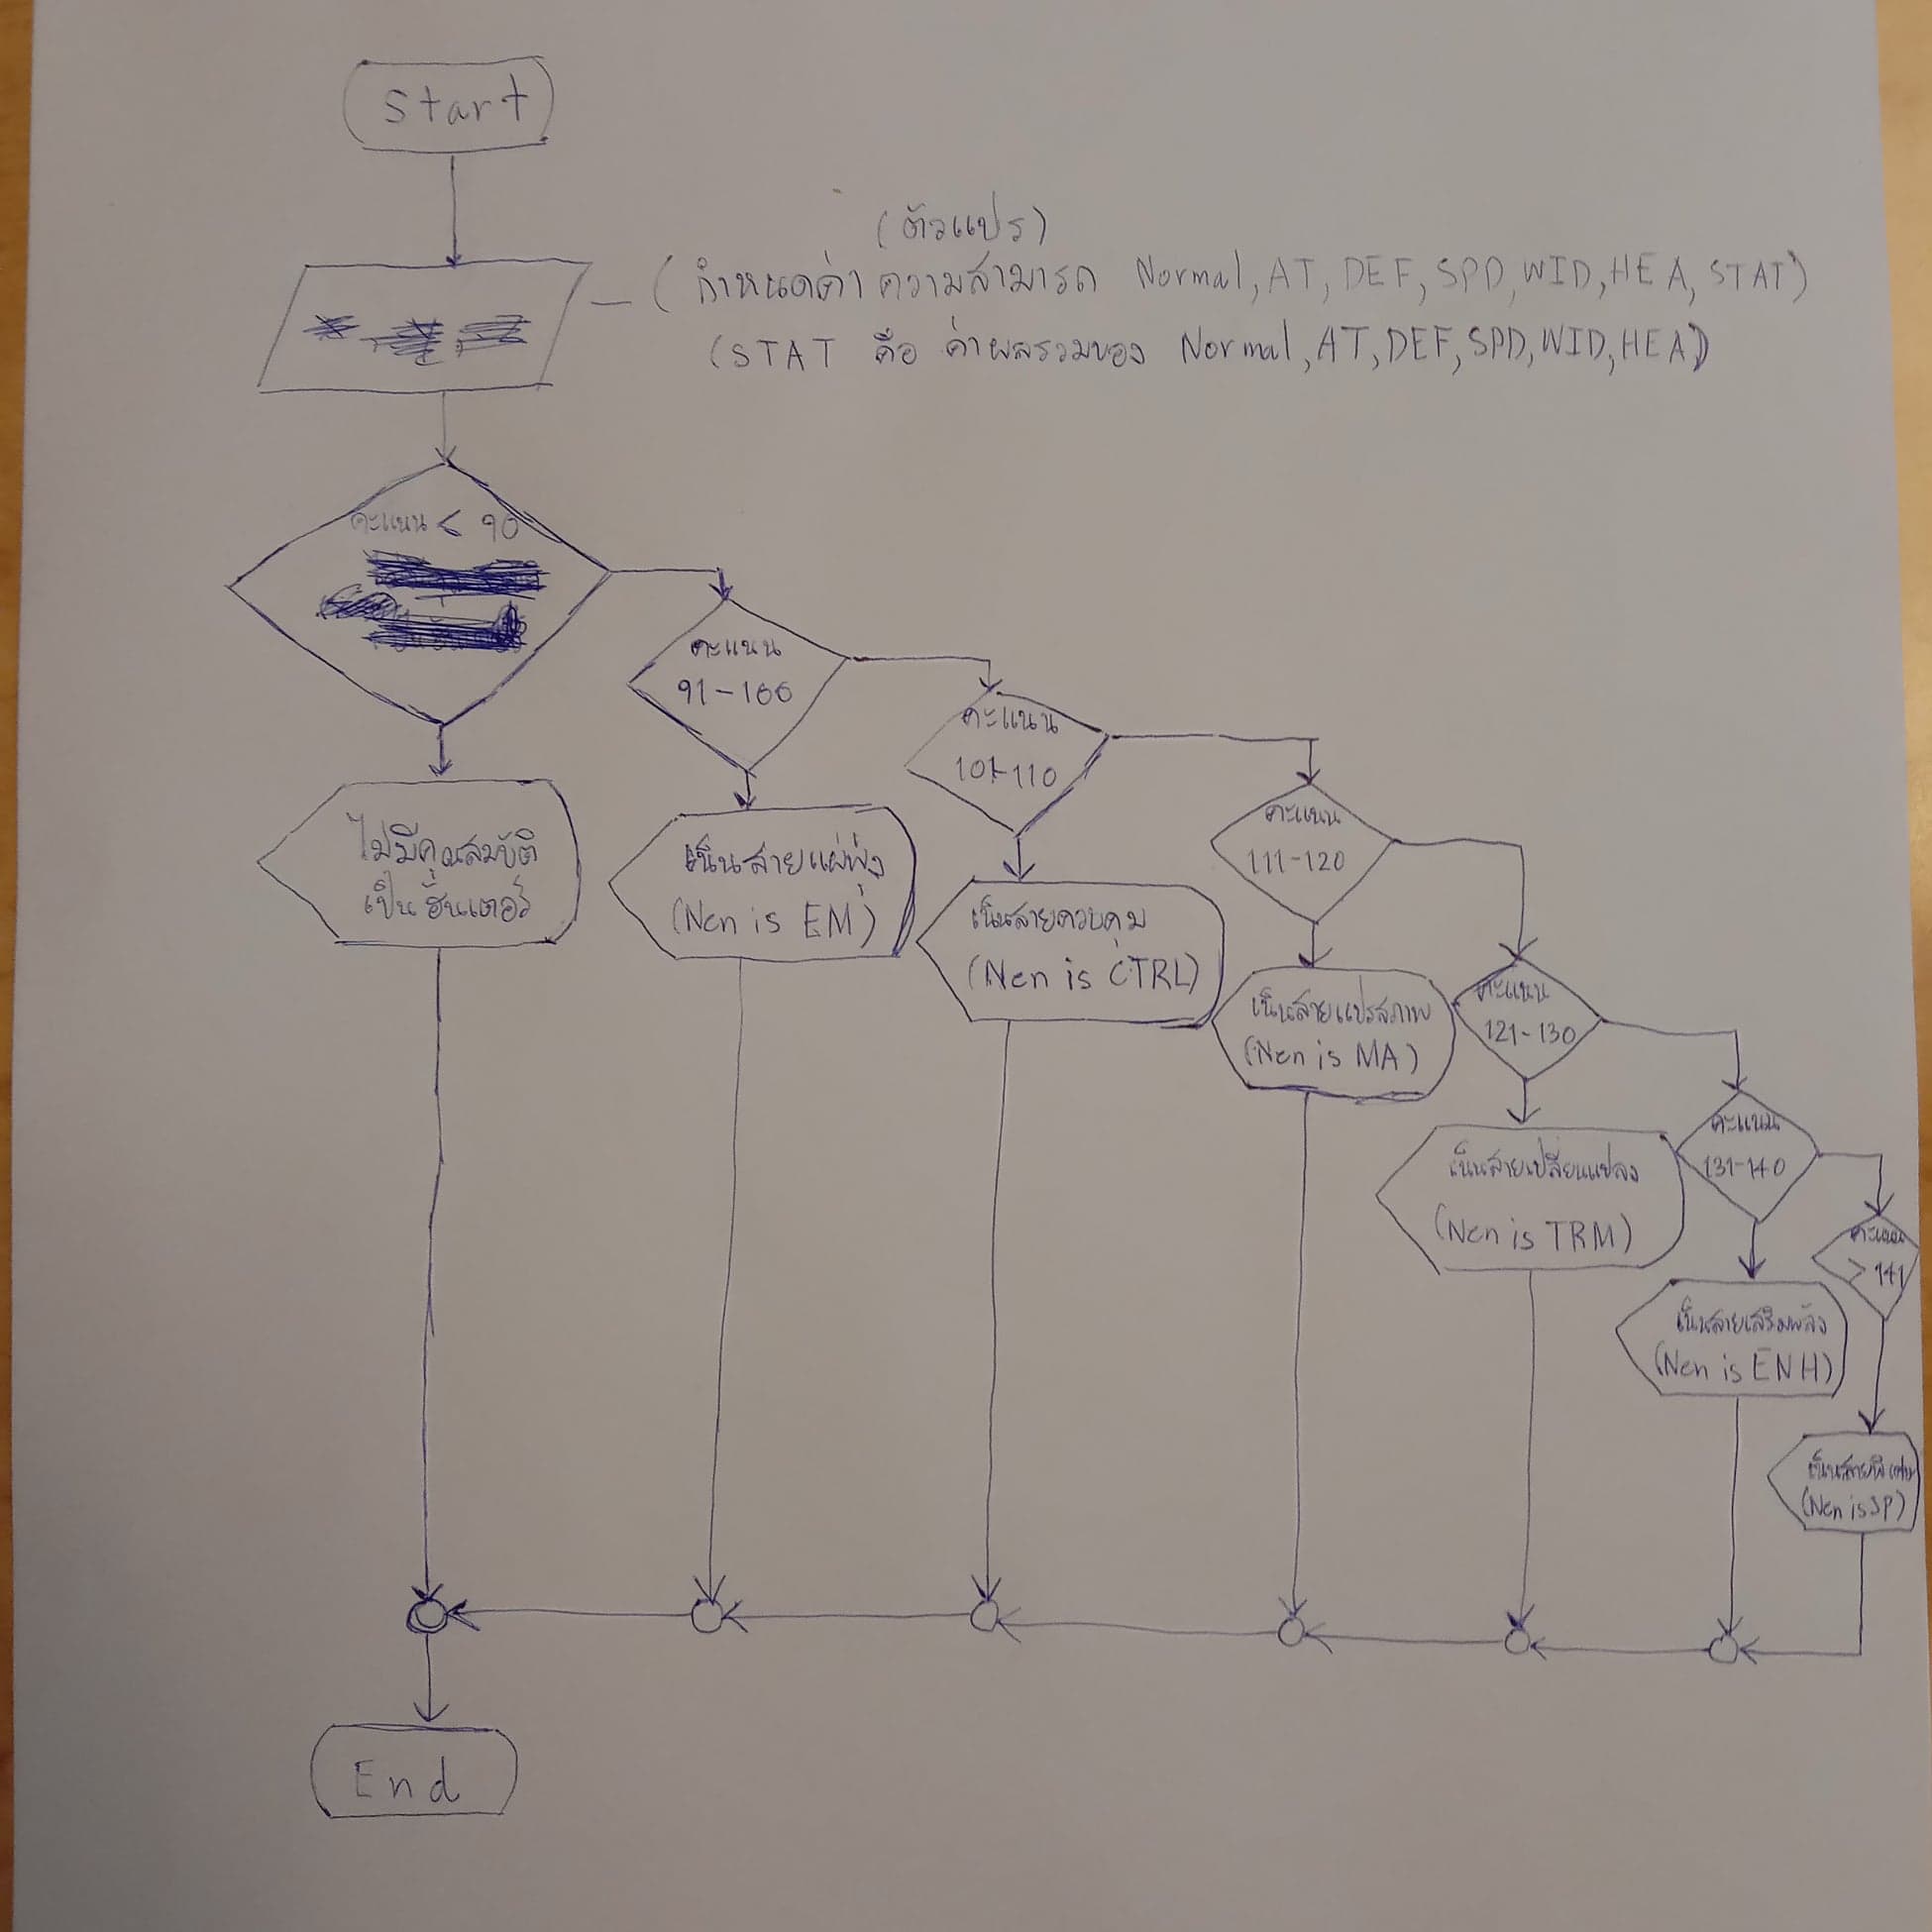 start
(ตัวแปร)
(กำหนดค่า ความสามารถ Normal, AT, DEF, SPD, WID, HEA, STAT)
(STAT คือ ค่าผลรวมของ Normal, AT, DEF, SPD, WID, HEA)
คะแนน < 90
คะแนน
91-100
คะแนน
101-110
คะแนน
111-120
ไม่มีคุณสมบัติ
เป็นฮันเตอร์
เน็นสายแผ่พุ่ง
(Nen is EM)
เน็นสายควบคุม
(Nen is CTRL)
เน็นสายแปรสภาพ
(Nen is MA)
คะแนน
121-130
คะแนน
131-140
เน็นสายเปลี่ยนแปลง
(Nen is TRM)
คะแนน
> 141
เน็นสายเสริมพลัง
(Nen is ENH)
เน็นสายพิเศษ
(Nen is SP)
End